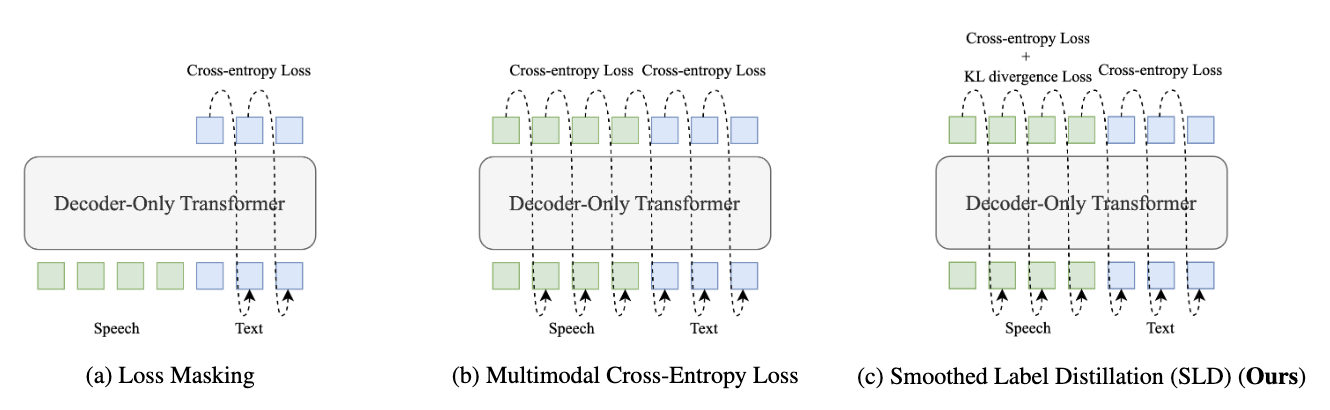 Cross-entropy Loss
Decoder-Only Transformer
Speech
Text
(a) Loss Masking
Cross-entropy Loss
Cross-entropy Loss
Decoder-Only Transformer
Speech
Text
(b) Multimodal Cross-Entropy Loss
Cross-entropy Loss
+
KL divergence Loss
Cross-entropy Loss
Decoder-Only Transformer
Speech
Text
(c) Smoothed Label Distillation (SLD) (Ours)